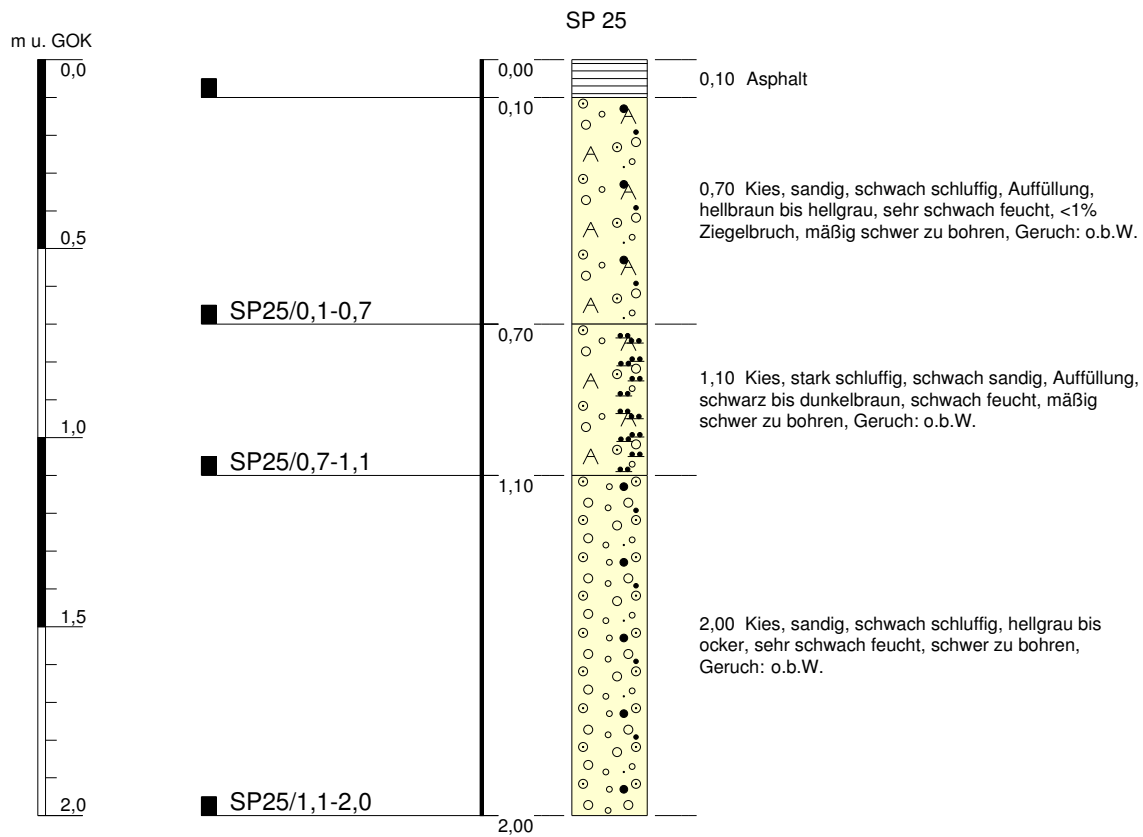 SP 25
m u. GOK
0,0
0,00
0,10 Asphalt
0,10
0,70 Kies, sandig, schwach schluffig, Auffüllung,
hellbraun bis hellgrau, sehr schwach feucht, <1%
Ziegelbruch, mäßig schwer zu bohren, Geruch: o.b.W.
0,5
SP25/0,1-0,7
0,70
1,10 Kies, stark schluffig, schwach sandig, Auffüllung,
schwarz bis dunkelbraun, schwach feucht, mäßig
schwer zu bohren, Geruch: o.b.W.
1,0
SP25/0,7-1,1
1,10
1,5
2,00 Kies, sandig, schwach schluffig, hellgrau bis
ocker, sehr schwach feucht, schwer zu bohren,
Geruch: o.b.W.
2,0
SP25/1,1-2,0
2,00